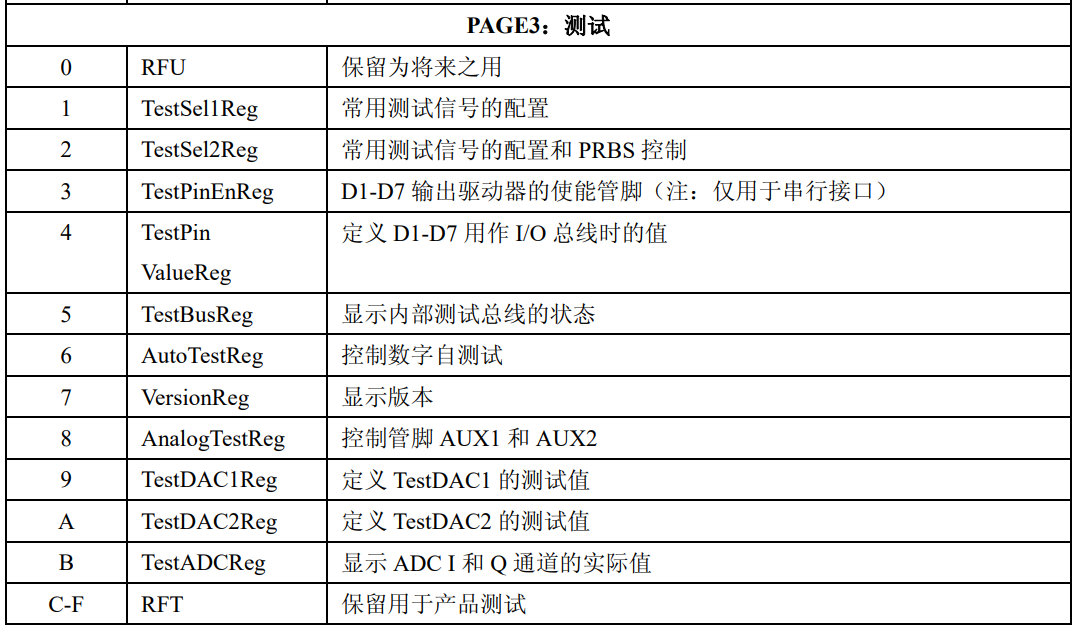 PAGE3：测试
0 RFU 保留为将来之用
1 TestSel1Reg 常用测试信号的配置
2 TestSel2Reg 常用测试信号的配置和 PRBS 控制
3 TestPinEnReg D1-D7 输出驱动器的使能管脚（注：仅用于串行接口）
4 TestPin 定义 D1-D7 用作 I/O 总线时的值
ValueReg
5 TestBusReg 显示内部测试总线的状态
6 AutoTestReg 控制数字自测试
7 VersionReg 显示版本
8 AnalogTestReg 控制管脚 AUX1 和 AUX2
9 TestDAC1Reg 定义 TestDAC1 的测试值
A TestDAC2Reg 定义 TestDAC2 的测试值
B TestADCReg 显示 ADC I 和 Q 通道的实际值
C-F RFT 保留用于产品测试